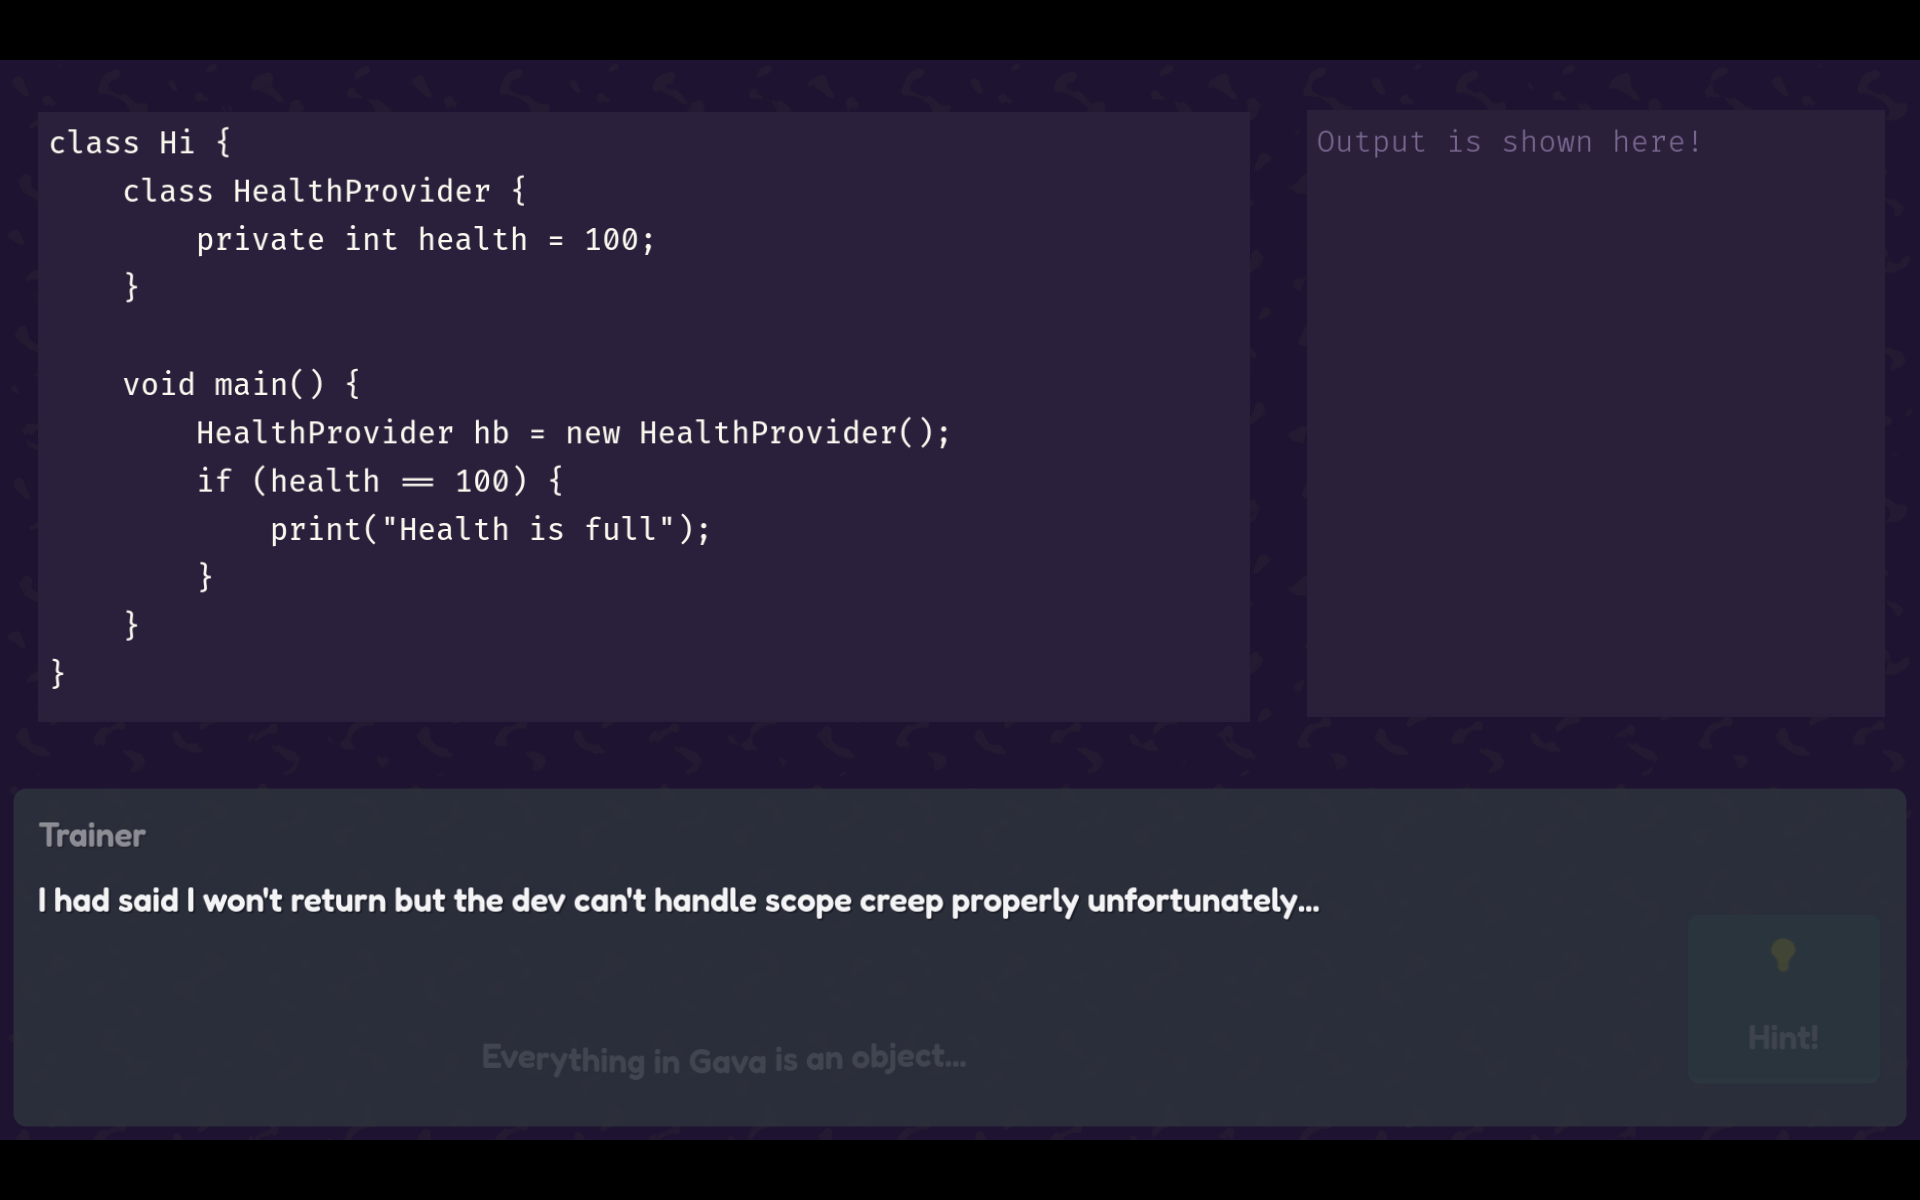 class Hi {
    class HealthProvider {
        private int health = 100;
    }

    void main() {
        HealthProvider hb = new HealthProvider();
        if (health == 100) {
            print("Health is full");
        }
    }
}
Output is shown here!
Trainer
I had said I won't return but the dev can't handle scope creep properly unfortunately...
Everything in Gava is an object...
Hint!